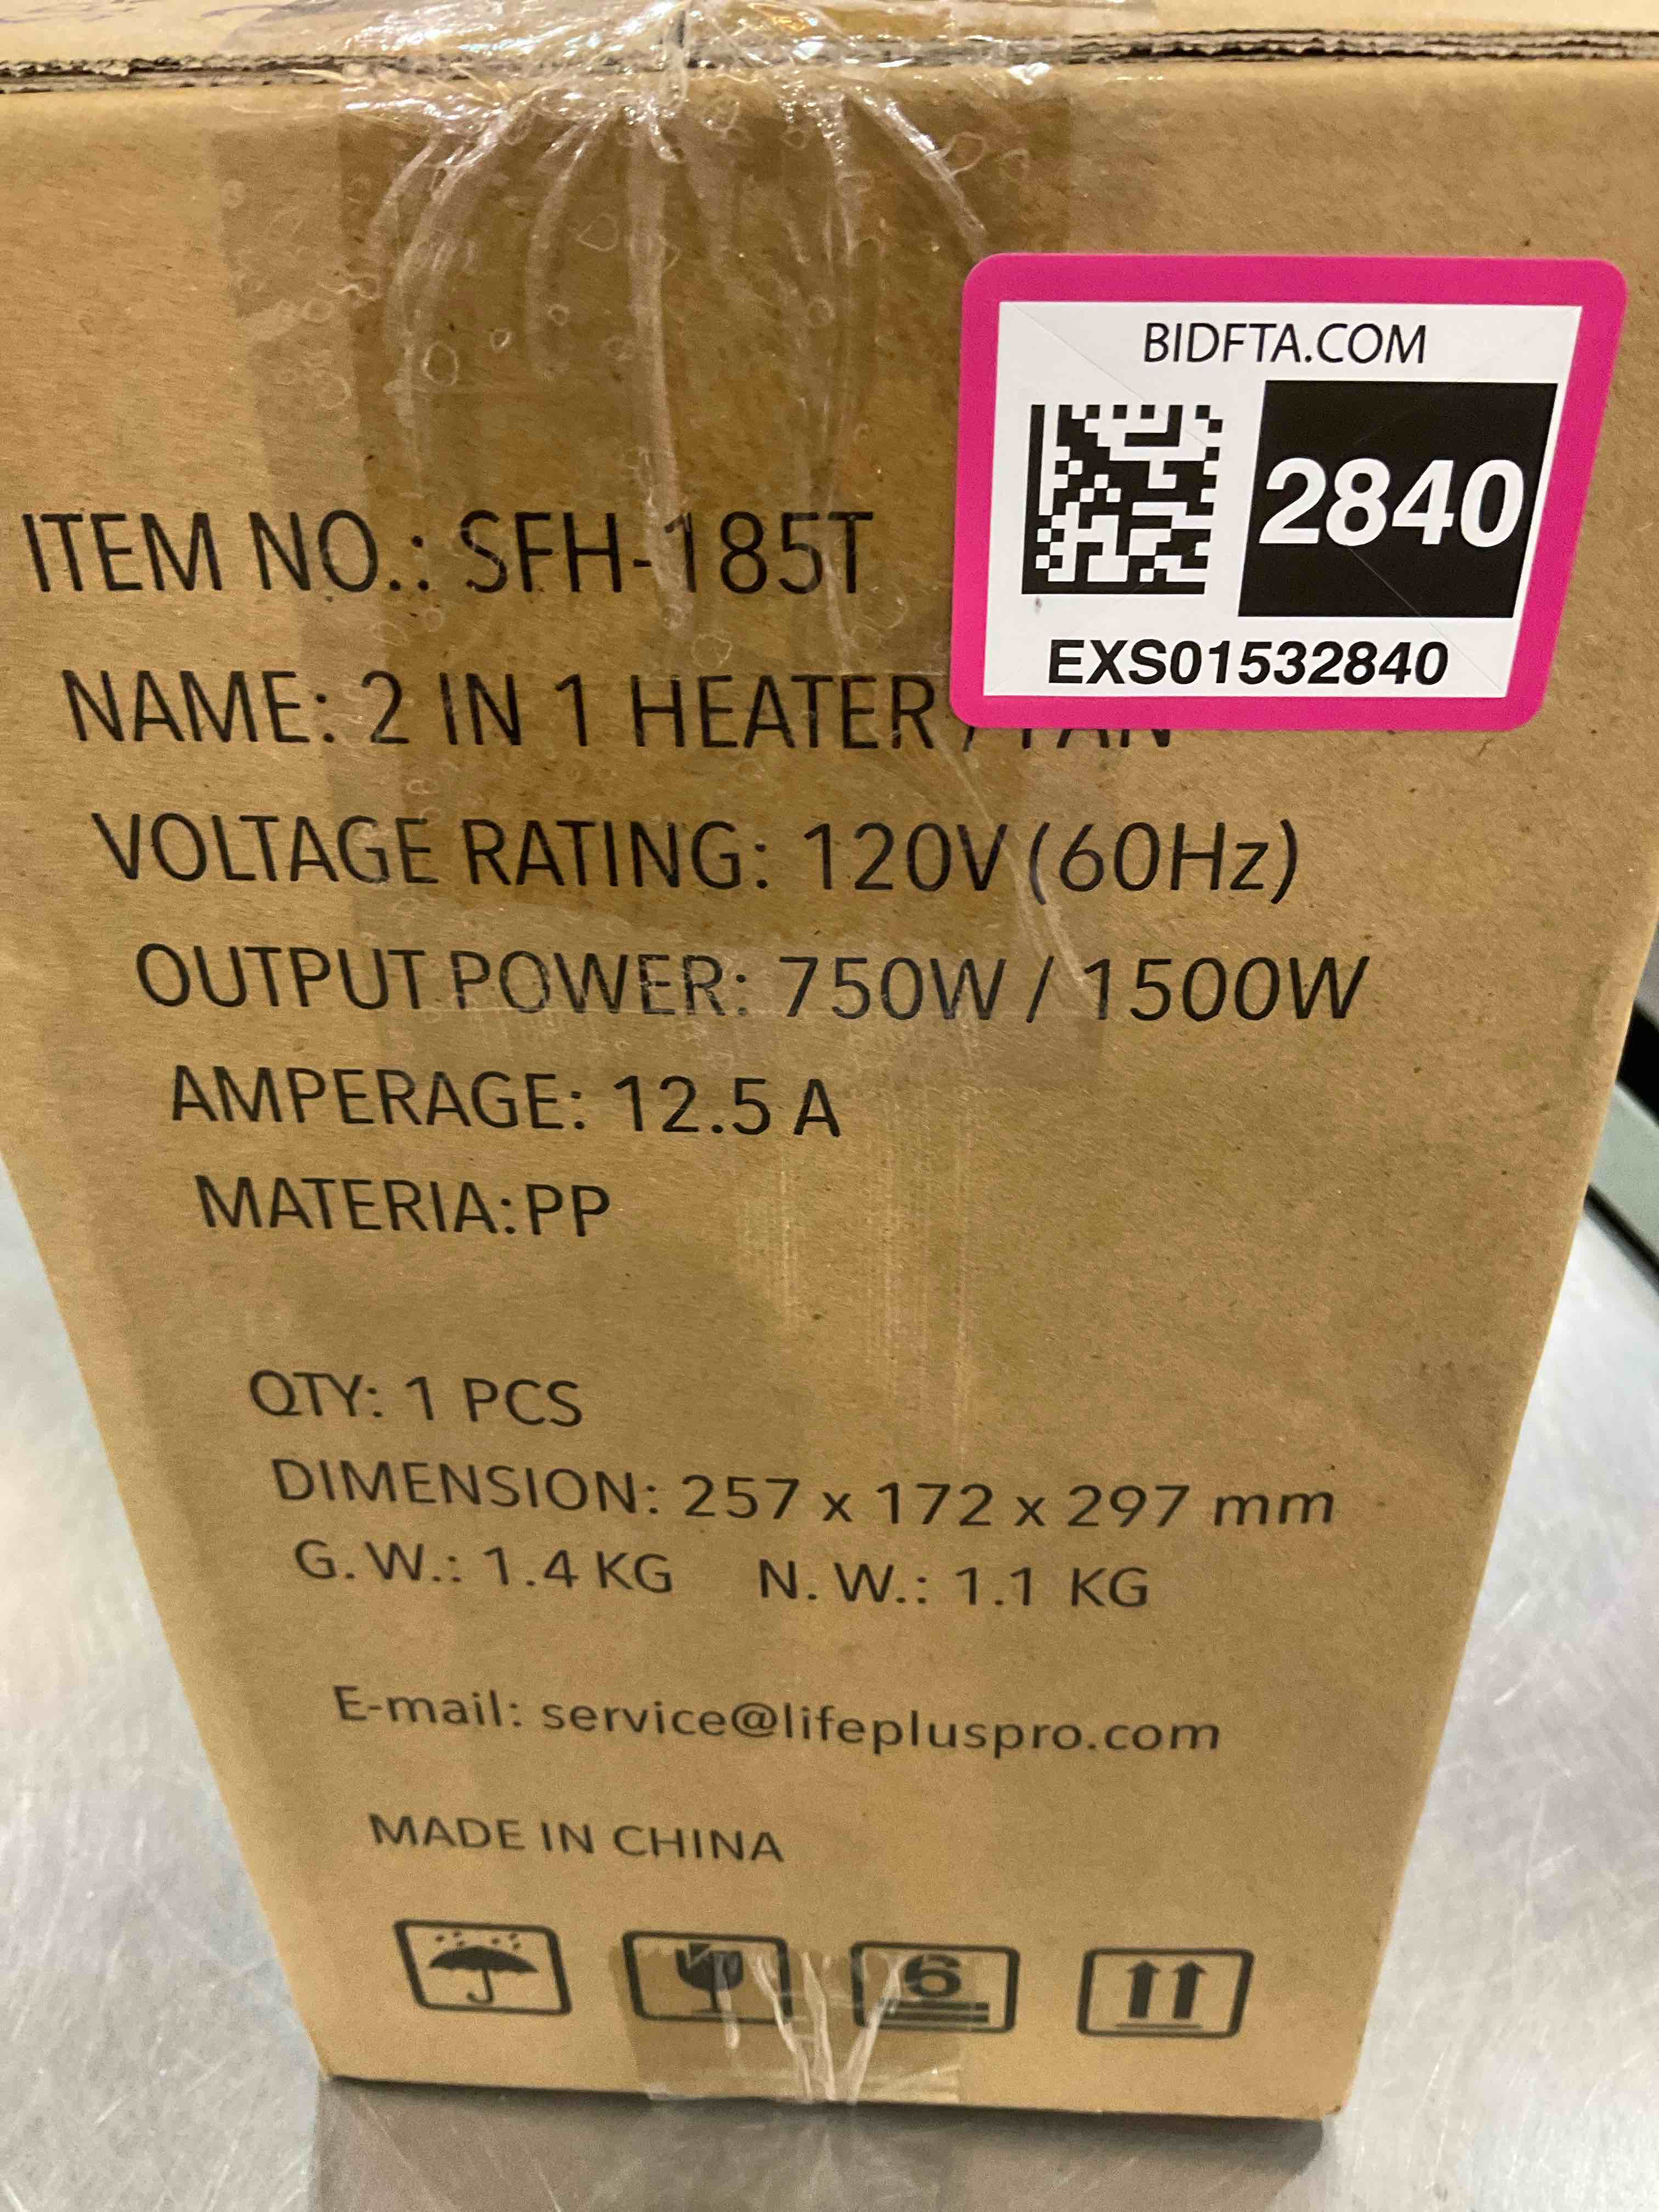 BIDFTA.COM
2840
EXS01532840
ITEM NO.: SFH-185T
NAME: 2 IN 1 HEATER / FAN
VOLTAGE RATING: 120V (60Hz)
OUTPUT POWER: 750W / 1500W
AMPERAGE: 12.5 A
MATERIA:PP
QTY: 1 PCS
DIMENSION: 257 x 172 x 297 mm
G. W.: 1.4 KG N. W.: 1.1 KG
E-mail: service@lifepluspro.com
MADE IN CHINA
6